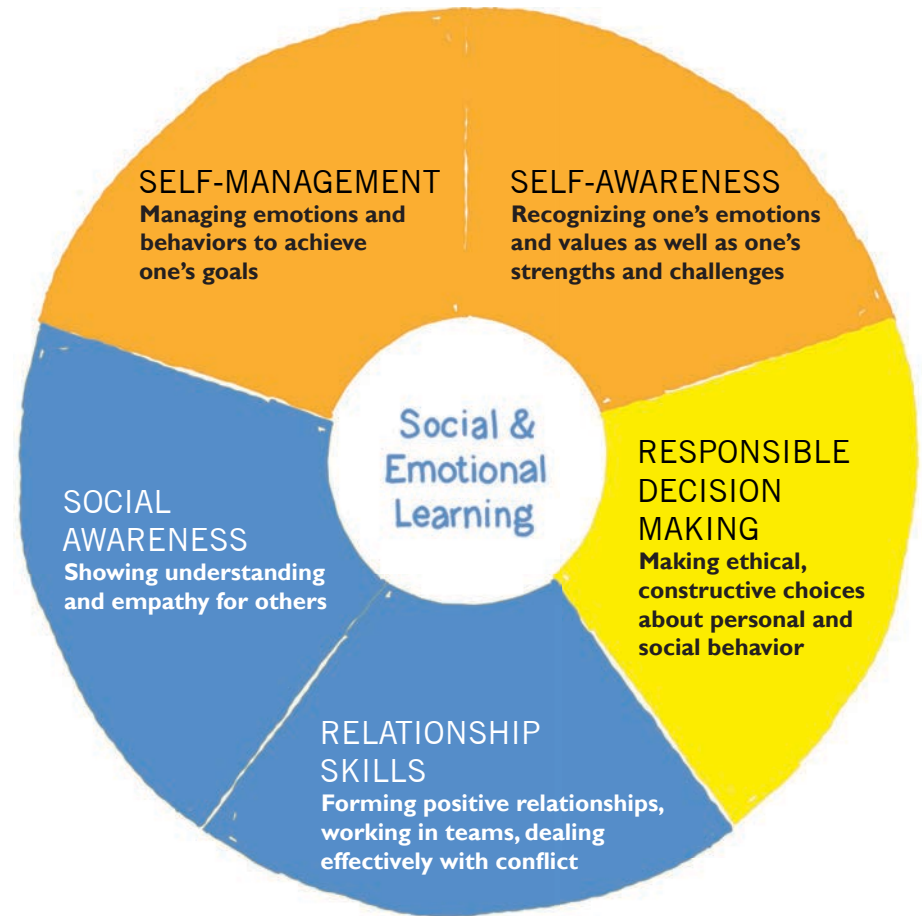 SELF-MANAGEMENT
Managing emotions and
behaviors to achieve
one’s goals
SELF-AWARENESS
Recognizing one’s emotions
and values as well as one’s
strengths and challenges
Social &
Emotional
Learning
SOCIAL
AWARENESS
Showing understanding
and empathy for others
RESPONSIBLE
DECISION
MAKING
Making ethical,
constructive choices
about personal and
social behavior
RELATIONSHIP
SKILLS
Forming positive relationships,
working in teams, dealing
effectively with conflict